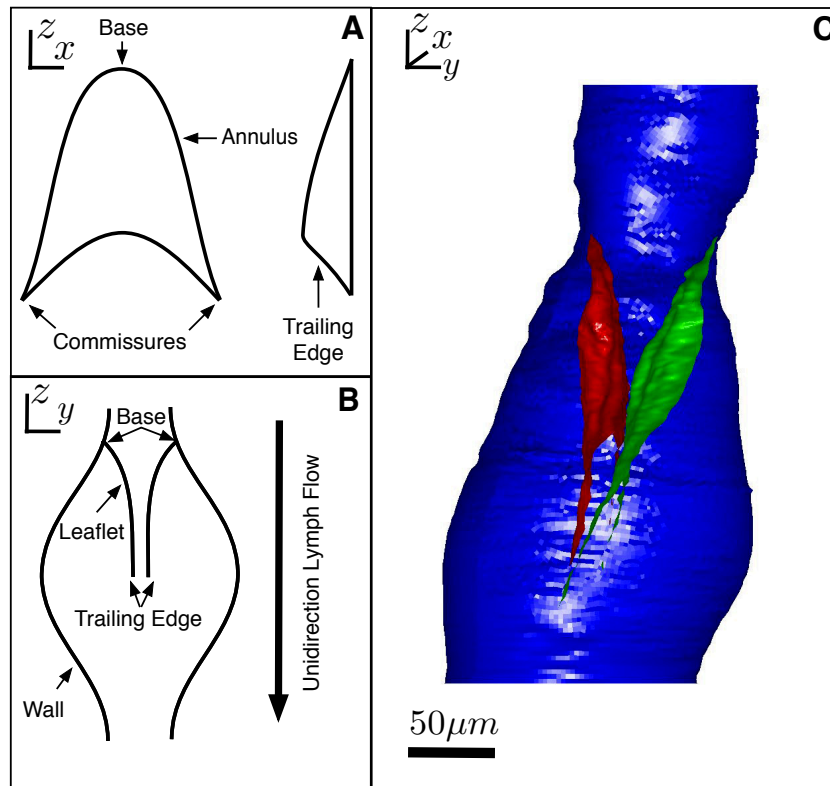 A
z
x
Base
Annulus
Commissures
Trailing
Edge
B
z
y
Base
Leaflet
Trailing Edge
Wall
Unidirection Lymph Flow
C
z
x
y
50μm